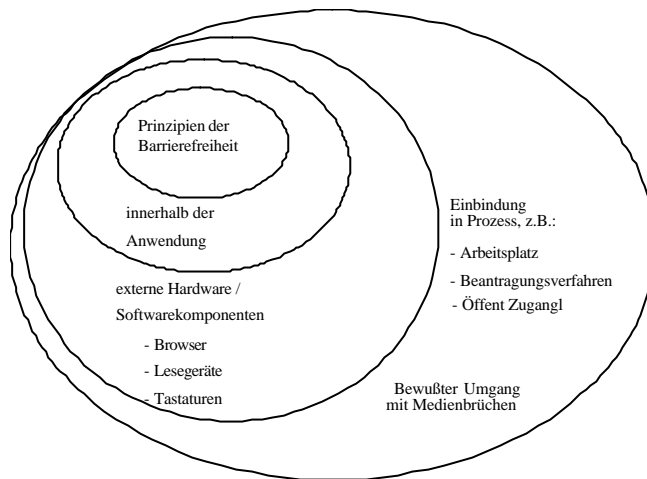 Prinzipien der
Barrierefreiheit
innerhalb der
Anwendung
externe Hardware /
Softwarekomponenten
- Browser
- Lesegeräte
- Tastaturen
Einbindung
in Prozess, z.B.:
- Arbeitsplatz
- Beantragungsverfahren
- Öffent Zugangl
Bewußter Umgang
mit Medienbrüchen